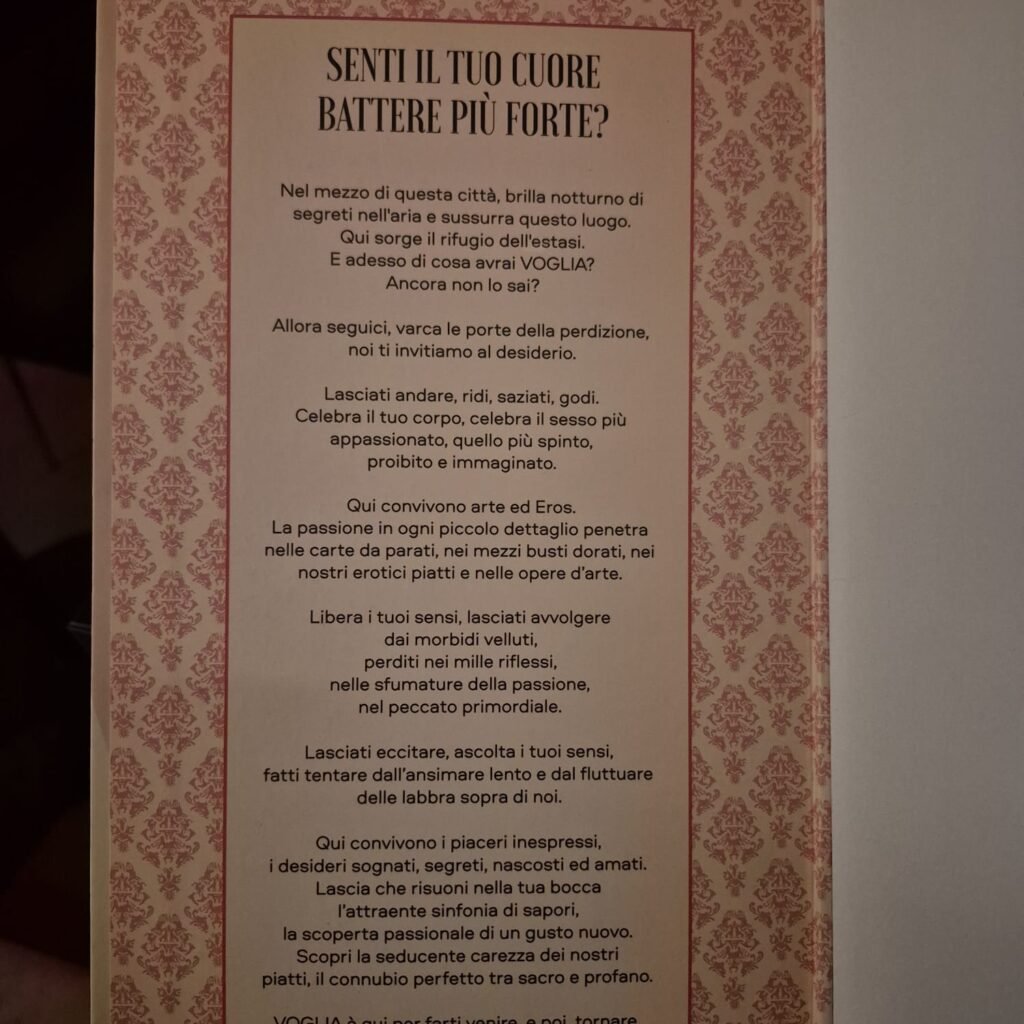 SENTI IL TUO CUORE
BATTERE PIÙ FORTE?
Nel mezzo di questa città, brilla notturno di
segreti nell'aria e sussurra questo luogo.
Qui sorge il rifugio dell'estasi.
E adesso di cosa avrai VOGLIA?
Ancora non lo sai?
Allora seguici, varca le porte della perdizione,
noi ti invitiamo al desiderio.
Lasciati andare, ridi, saziati, godi.
Celebra il tuo corpo, celebra il sesso più
appassionato, quello più spinto,
proibito e immaginato.
Qui convivono arte ed Eros.
La passione in ogni piccolo dettaglio penetra
nelle carte da parati, nei mezzi busti dorati, nei
nostri erotici piatti e nelle opere d'arte.
Libera i tuoi sensi, lasciati avvolgere
dai morbidi velluti,
perditi nei mille riflessi,
nelle sfumature della passione,
nel peccato primordiale.
Lasciati eccitare, ascolta i tuoi sensi,
fatti tentare dall'ansimare lento e dal fluttuare
delle labbra sopra di noi.
Qui convivono i piaceri inespressi,
i desideri sognati, segreti, nascosti ed amati.
Lascia che risuoni nella tua bocca
l'attraente sinfonia di sapori,
la scoperta passionale di un gusto nuovo.
Scopri la seducente carezza dei nostri
piatti, il connubio perfetto tra sacro e profano.
VOGLIA è qui per farti venire, e poi, tornare